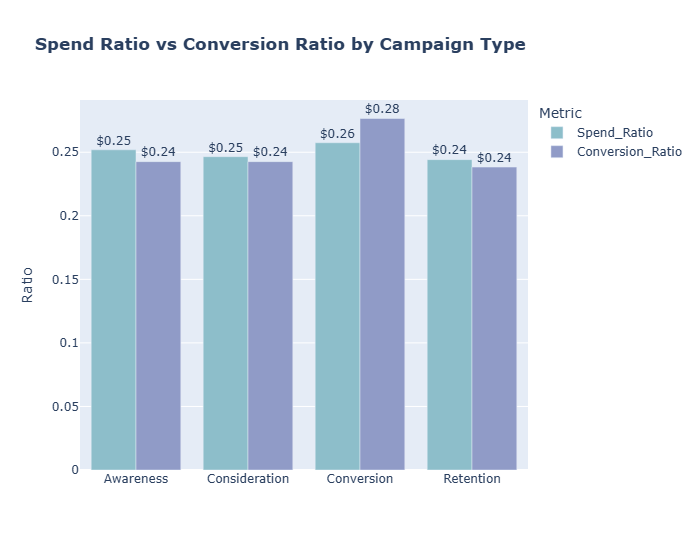 Spend Ratio vs Conversion Ratio by Campaign Type
Metric
Spend_Ratio
Conversion_Ratio
Ratio
0.25
0.2
0.15
0.1
0.05
0
$0.25
$0.24
$0.25
$0.24
$0.26
$0.28
$0.24
$0.24
Awareness
Consideration
Conversion
Retention